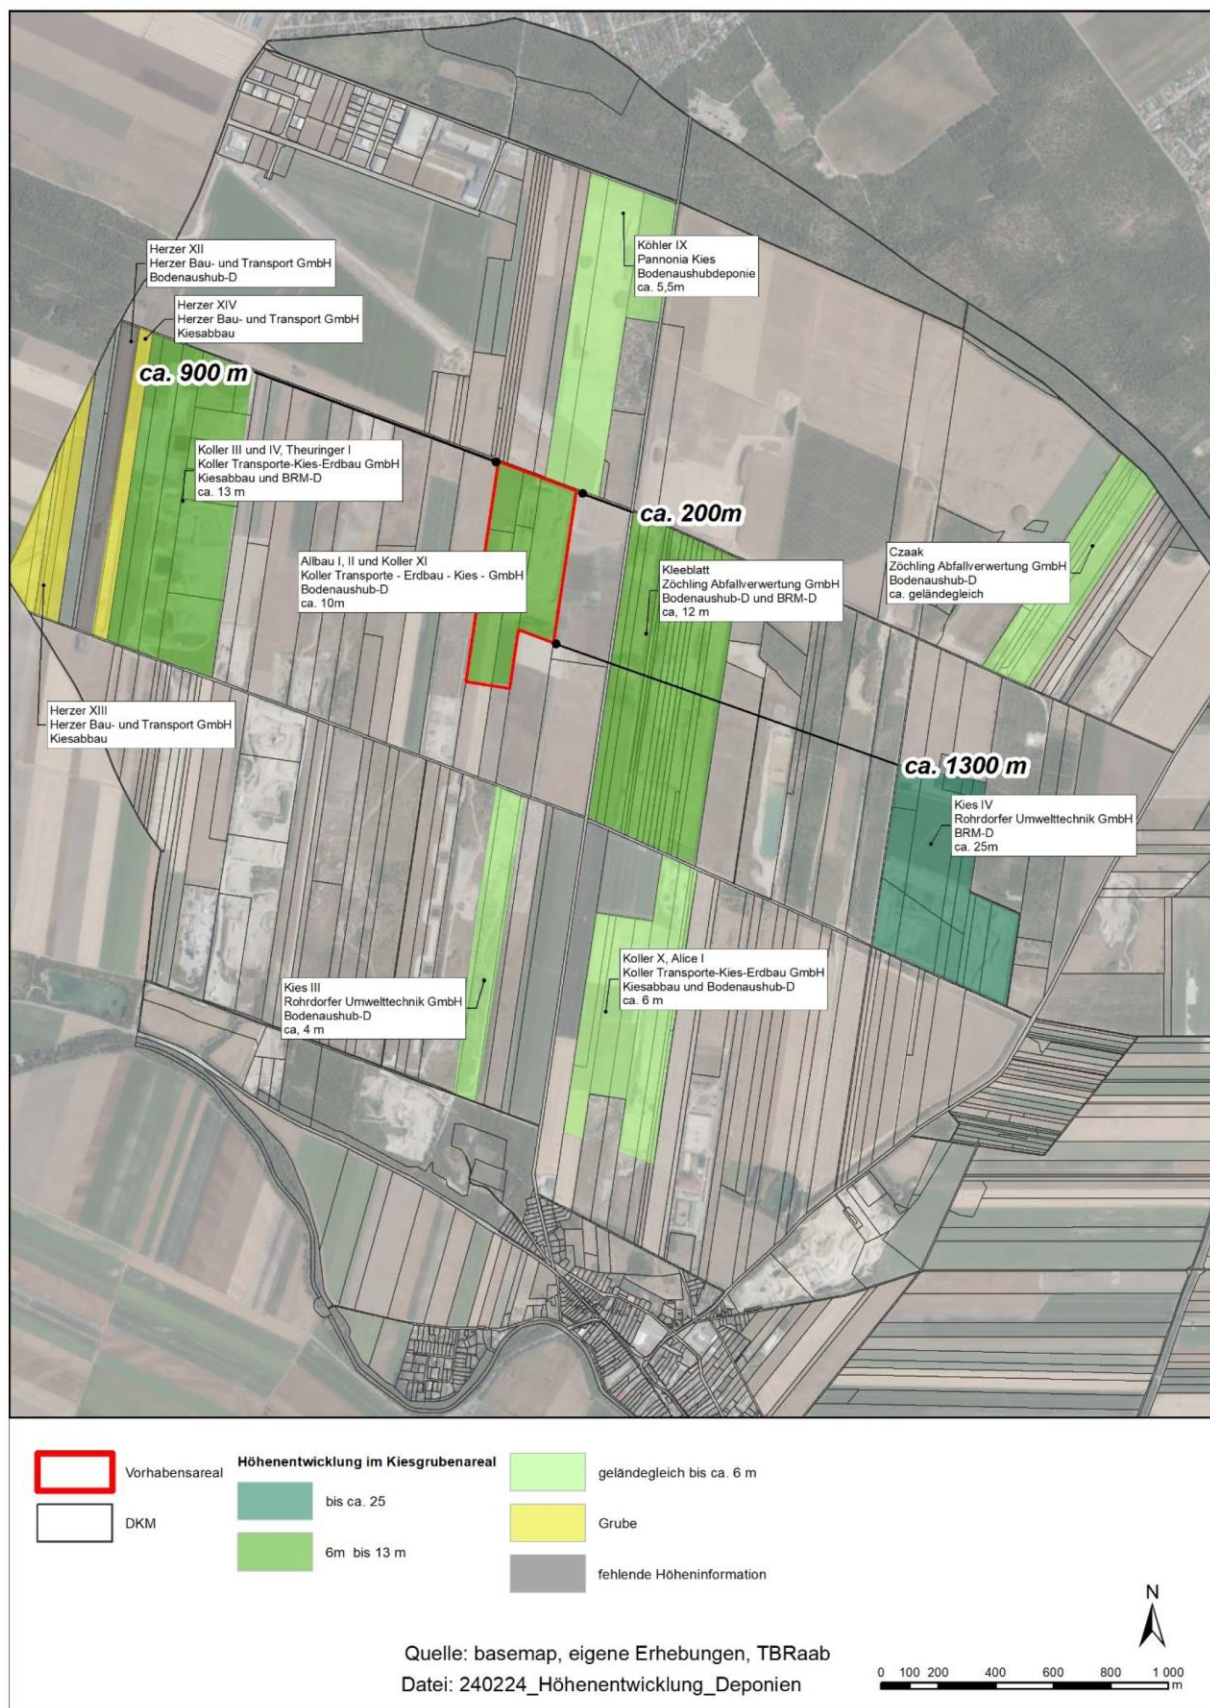 Köhler IX
Pannonia Kies
Bodenaushubdeponie
ca. 5,5m
Herzer XII
Herzer Bau- und Transport GmbH
Bodenaushub-D
Herzer XIV
Herzer Bau- und Transport GmbH
Kiesabbau
ca. 900 m
Koller III und IV, Theuringer I
Koller Transporte-Kies-Erdbau GmbH
Kiesabbau und BRM-D
ca. 13 m
ca. 200m
Allbau I, II und Koller XI
Koller Transporte - Erdbau - Kies - GmbH
Bodenaushub-D
ca. 10m
Kleeblatt
Zöchling Abfallverwertung GmbH
Bodenaushub-D und BRM-D
ca, 12 m
Czaak
Zöchling Abfallverwertung GmbH
Bodenaushub-D
ca. geländegleich
Herzer XIII
Herzer Bau- und Transport GmbH
Kiesabbau
ca. 1300 m
Kies IV
Rohrdorfer Umwelttechnik GmbH
BRM-D
ca. 25m
Kies III
Rohrdorfer Umwelttechnik GmbH
Bodenaushub-D
ca, 4 m
Koller X, Alice I
Koller Transporte-Kies-Erdbau GmbH
Kiesabbau und Bodenaushub-D
ca. 6 m
Vorhabensareal
DKM
Höhenentwicklung im Kiesgrubenareal
bis ca. 25
6m bis 13 m
geländegleich bis ca. 6 m
Grube
fehlende Höheninformation
N
Quelle: basemap, eigene Erhebungen, TBRaab
Datei: 240224_Höhenentwicklung_Deponien
0 100 200 400 600 800 1 000
m